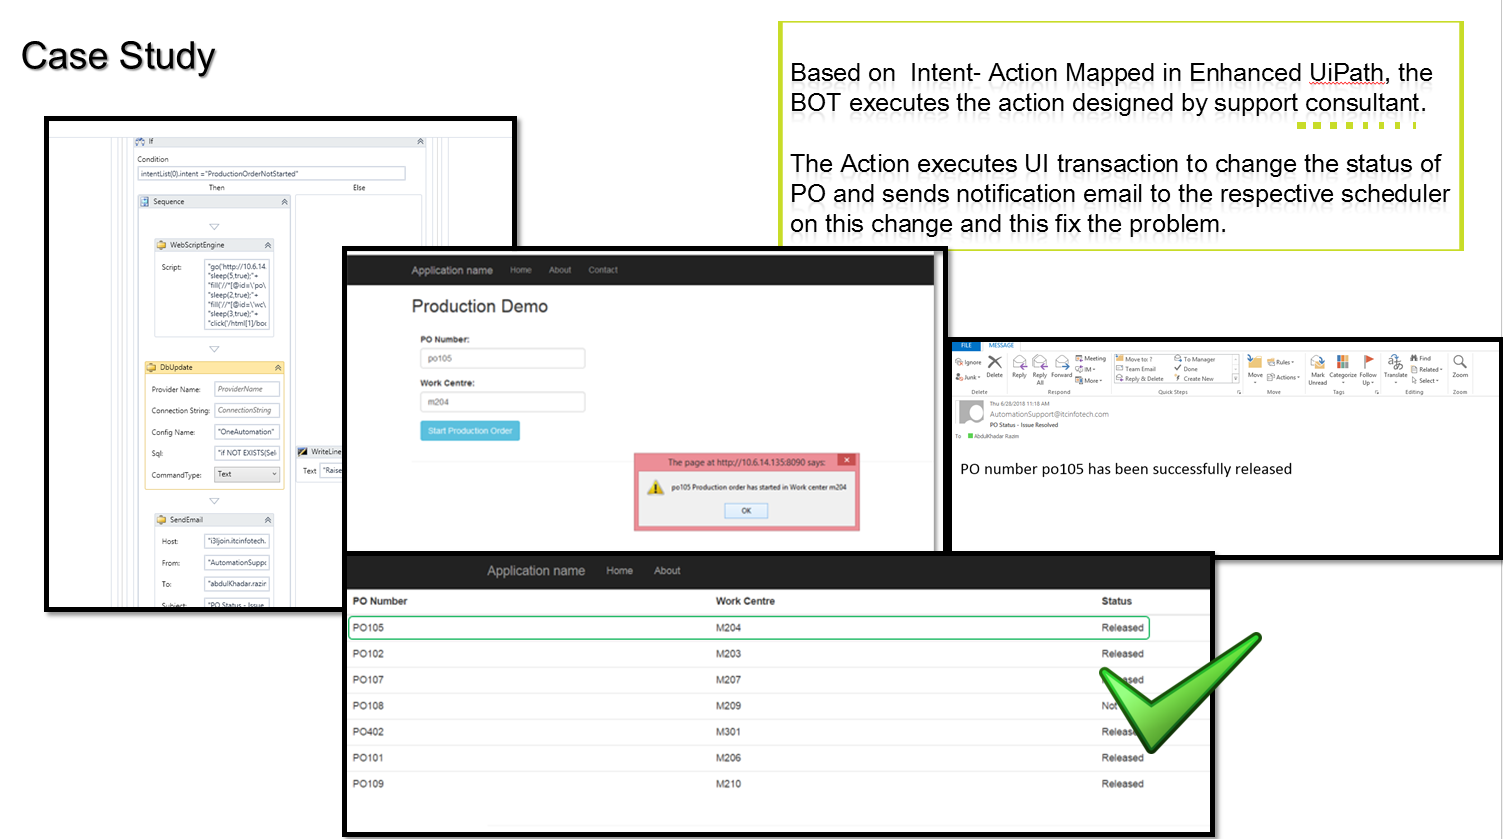 Case Study
Based on Intent- Action Mapped in Enhanced UiPath, the
BOT executes the action designed by support consultant.
The Action executes UI transaction to change the status of
PO and sends notification email to the respective scheduler
on this change and this fix the problem.
If
Condition
intentList(0).intent ="ProductionOrderNotStarted"
Then Else
Sequence
WebScriptEngine
Script: "go('http://10.6.14.
"sleep(5,true);"+
"fill('//*[@id=\'po\
"sleep(2,true);"+
"fill('//*[@id=\'wc\
"sleep(3,true);"+
"click('/html[1]/boc
DbUpdate
Provider Name: ProviderName
Connection String: ConnectionString
Config Name: "OneAutomation"
Sql: "if NOT EXISTS(Sel
CommandType: Text
WriteLine
Text "Raise
SendEmail
Host: "i3ljoin.itcinfotech.
From: "AutomationSuppo
To: "abdulKhadar.razir
Subject: "PO Status - Issue
Application name Home About Contact
Production Demo
PO Number:
po105
Work Centre:
m204
Start Production Order
The page at http://10.6.14.135:8090 says:
po105 Production order has started in Work center m204
OK
FILE MESSAGE
Ignore
Junk
Delete
Reply
Reply All
Forward
Meeting
IM
More
Move to: ?
Team Email
Reply & Delete
To Manager
Done
Create New
Move
Rules
Actions
Mark Unread
Categorize
Follow Up
Translate
Find
Related
Select
Zoom
Delete Respond Quick Steps Move Tags Editing Zoom
Thu 6/28/2018 11:18 AM
AutomationSupport@itcinfotech.com
PO Status - Issue Resolved
To AbdulKhadar Razim
PO number po105 has been successfully released
Application name Home About
PO Number Work Centre Status
PO105 M204 Released
PO102 M203 Released
PO107 M207 ased
PO108 M209 Not
PO402 M301 Release
PO101 M206 Released
PO109 M210 Released